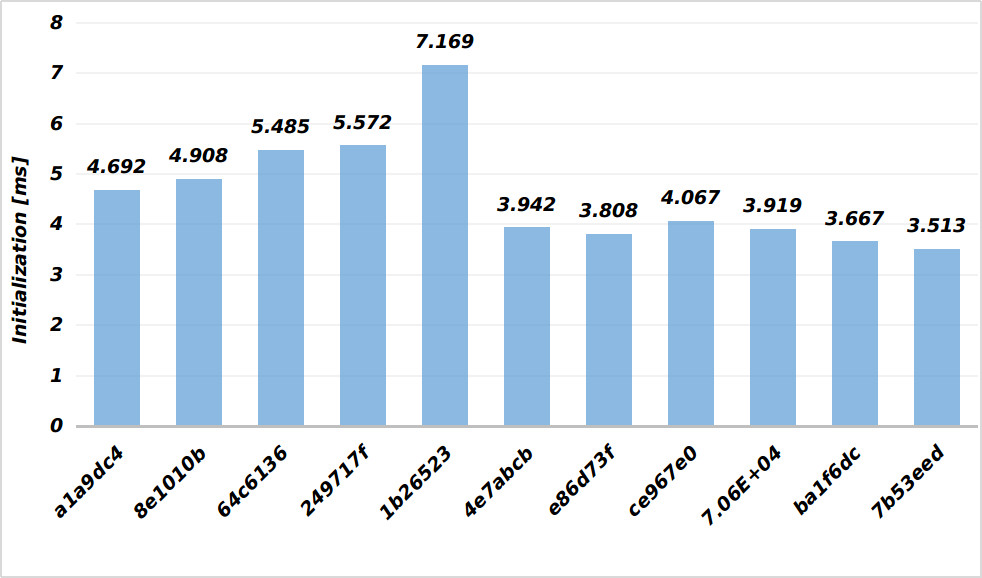 8
7.169
7
6
5.485
5.572
4.692
4.908
5
4
3.942
3.808
4.067
3.919
3.667
3.513
3
2
1
0
Initialization [ms]
a1a9dc4
8e1010b
64c6136
249717f
1b26523
4e7abcb
e86d73f
ce967e0
7.06E+04
ba1f6dc
7b53eed